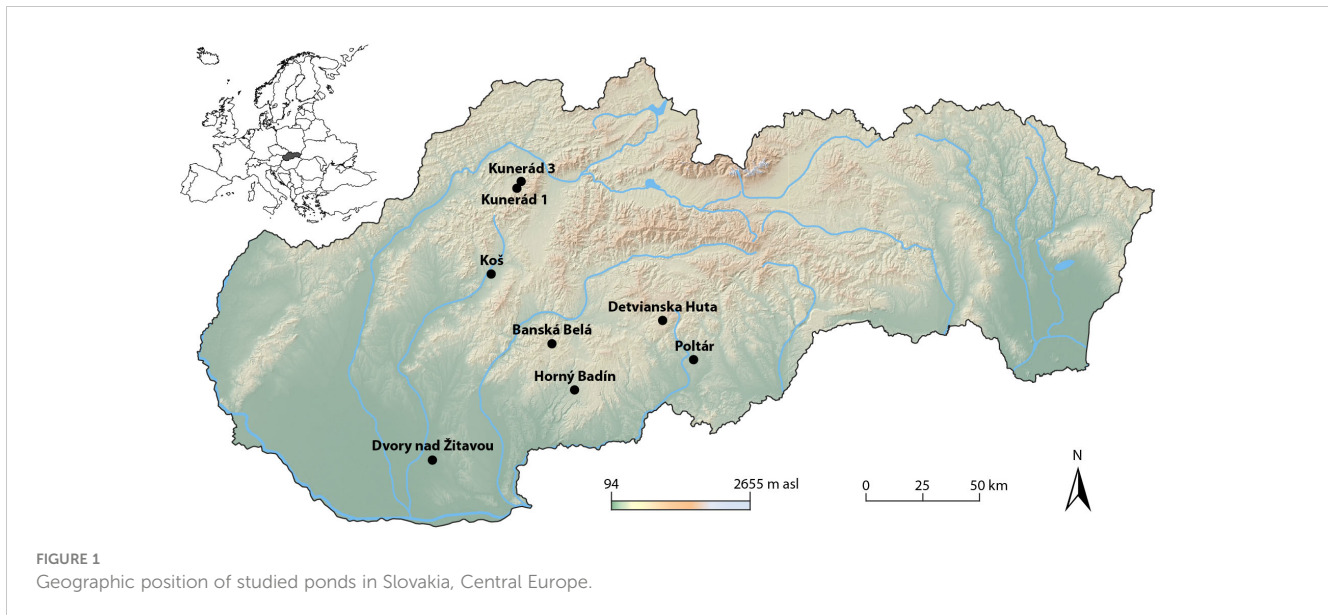 Kunerád 3
Kunerád 1
Koš
Detvianska Huta
Banská Belá
Poltár
Horný Badín
Dvory nad Žitavou
N
94 2655 m asl
0 25 50 km
FIGURE 1
Geographic position of studied ponds in Slovakia, Central Europe.